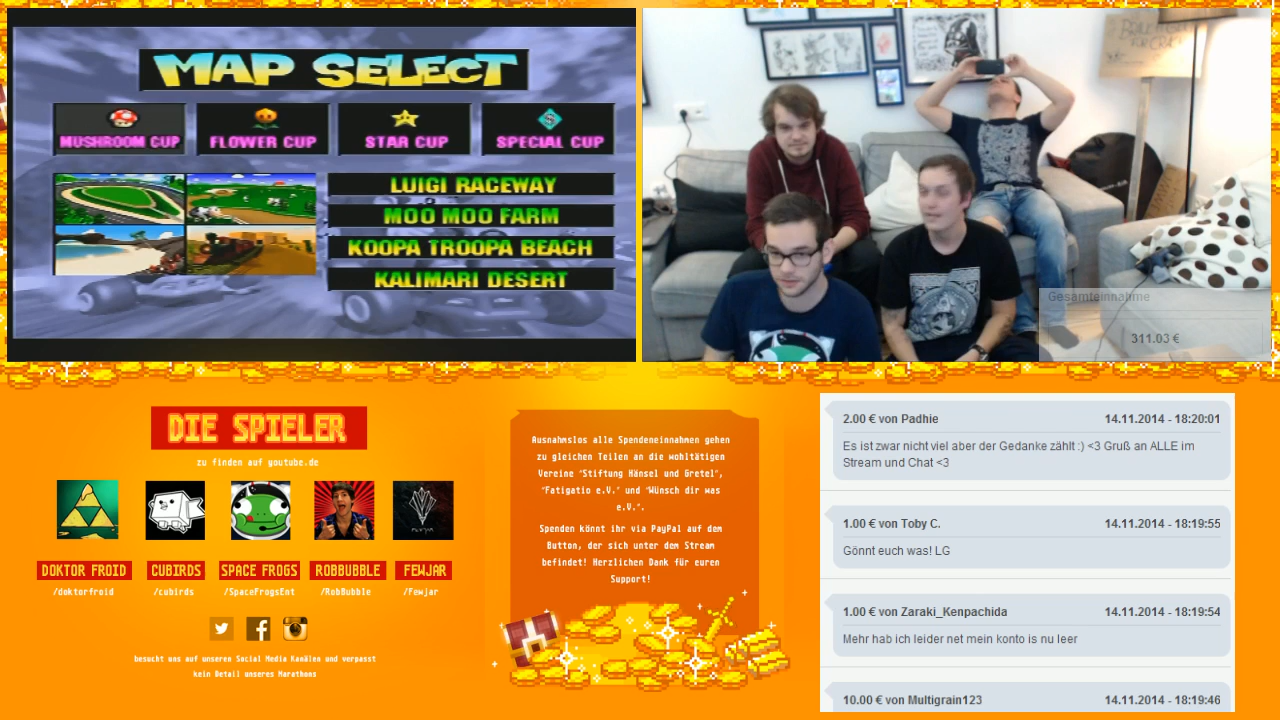 MAP SELECT
MUSHROOM CUP
FLOWER CUP
STAR CUP
SPECIAL CUP
LUIGI RACEWAY
MOO MOO FARM
KOOPA TROOPA BEACH
KALIMARI DESERT
Gesamteinnahme
311.03 €
DIE SPIELER
zu finden auf youtube.de
DOKTOR FROID
CUBIRDS
SPACE FROGS
ROBBUBBLE
FEWJAR
/doktorfroid
/cubirds
/SpaceFrogsEnt
/RobBubble
/Fewjar
besucht uns auf unseren Social Media Kanälen und verpasst
kein Detail unseres Marathons
Ausnahmslos alle Spendeneinnahmen gehen
zu gleichen Teilen an die wohltätigen
Vereine "Stiftung Hänsel und Gretel",
"Fatigatio e.V." und "Wünsch dir was
e.V.".
Spenden könnt ihr via PayPal auf dem
Button, der sich unter dem Stream
befindet! Herzlichen Dank für euren
Support!
2.00 € von Padhie 14.11.2014 - 18:20:01
Es ist zwar nicht viel aber der Gedanke zählt :) <3 Gruß an ALLE im
Stream und Chat <3
1.00 € von Toby C. 14.11.2014 - 18:19:55
Gönnt euch was! LG
1.00 € von Zaraki_Kenpachida 14.11.2014 - 18:19:54
Mehr hab ich leider net mein konto is nu leer
10.00 € von Multigrain123 14.11.2014 - 18:19:46